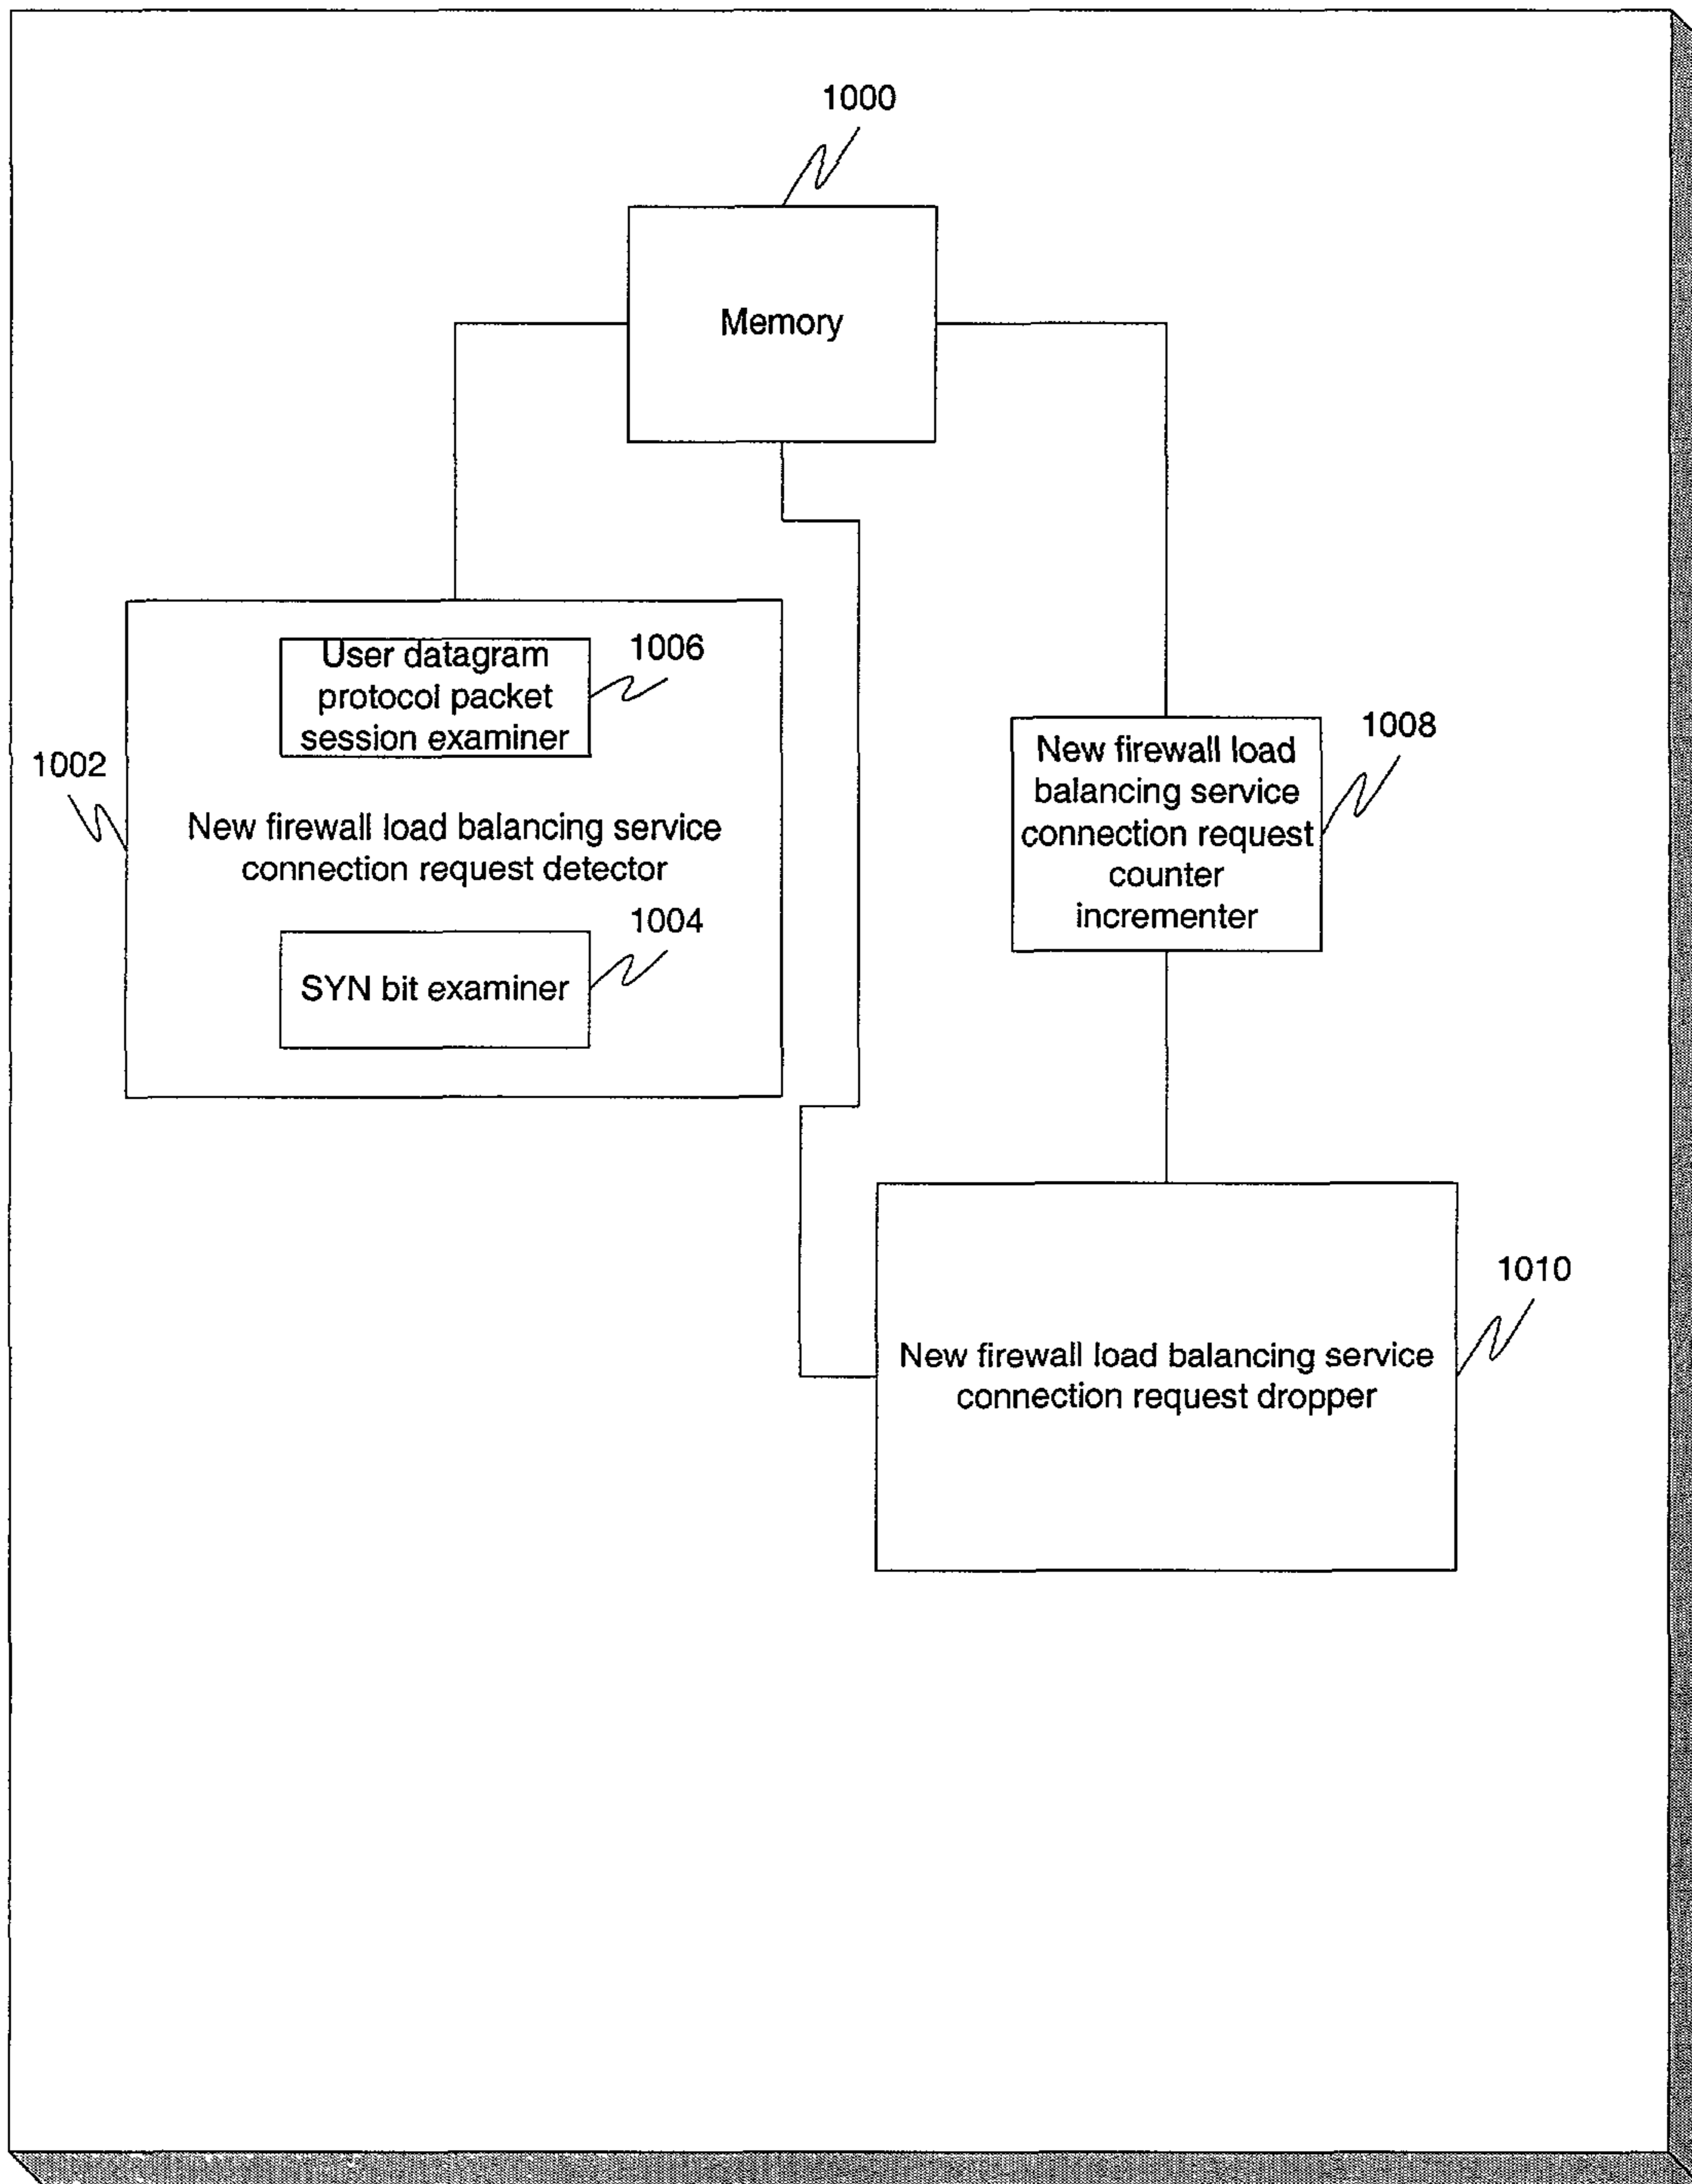 1000
Memory
User datagram
protocol packet
session examiner
1006
1002
New firewall load balancing service
connection request detector
1004
SYN bit examiner
1008
New firewall load
balancing service
connection request
counter
incrementer
1010
New firewall load balancing service
connection request dropper